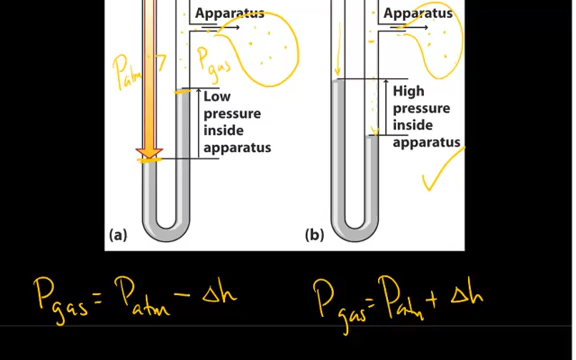 Apparatus
Patm >
Pgas
Low
pressure
inside
apparatus
(a)
Apparatus
High
pressure
inside
apparatus
(b)
Pgas = Patm − Δh
Pgas = Patm + Δh